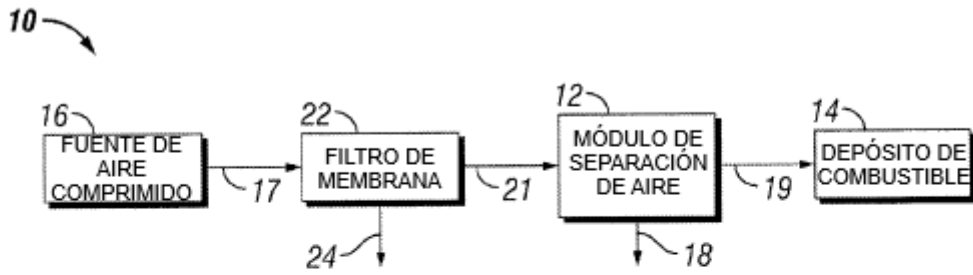 10
16
FUENTE DE
AIRE
COMPRIMIDO
17
22
FILTRO DE
MEMBRANA
24
21
12
MÓDULO DE
SEPARACIÓN
DE AIRE
18
19
14
DEPÓSITO DE
COMBUSTIBLE